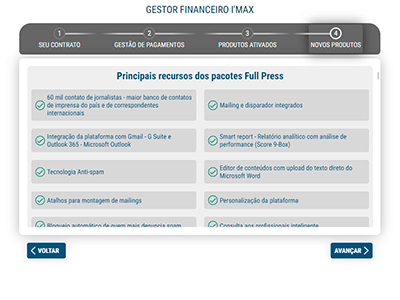 GESTOR FINANCEIRO I'MAX
1
2
3
4
SEU CONTRATO
GESTÃO DE PAGAMENTOS
PRODUTOS ATIVADOS
NOVOS PRODUTOS
Principais recursos dos pacotes Full Press
60 mil contato de jornalistas - maior banco de contatos
de imprensa do país e de correspondentes
internacionais
Mailing e disparador integrados
Integração da plataforma com Gmail - G Suite e
Outlook 365 - Microsoft Outlook
Smart report - Relatório analítico com análise de
performance (Score 9-Box)
Tecnologia Anti-spam
Editor de conteúdos com upload do texto direto do
Microsoft Word
Atalhos para montagem de mailings
Personalização da plataforma
Bloqueio automático de quem mais denuncia spam
Consulta aos profissionais inteligente
VOLTAR
AVANÇAR